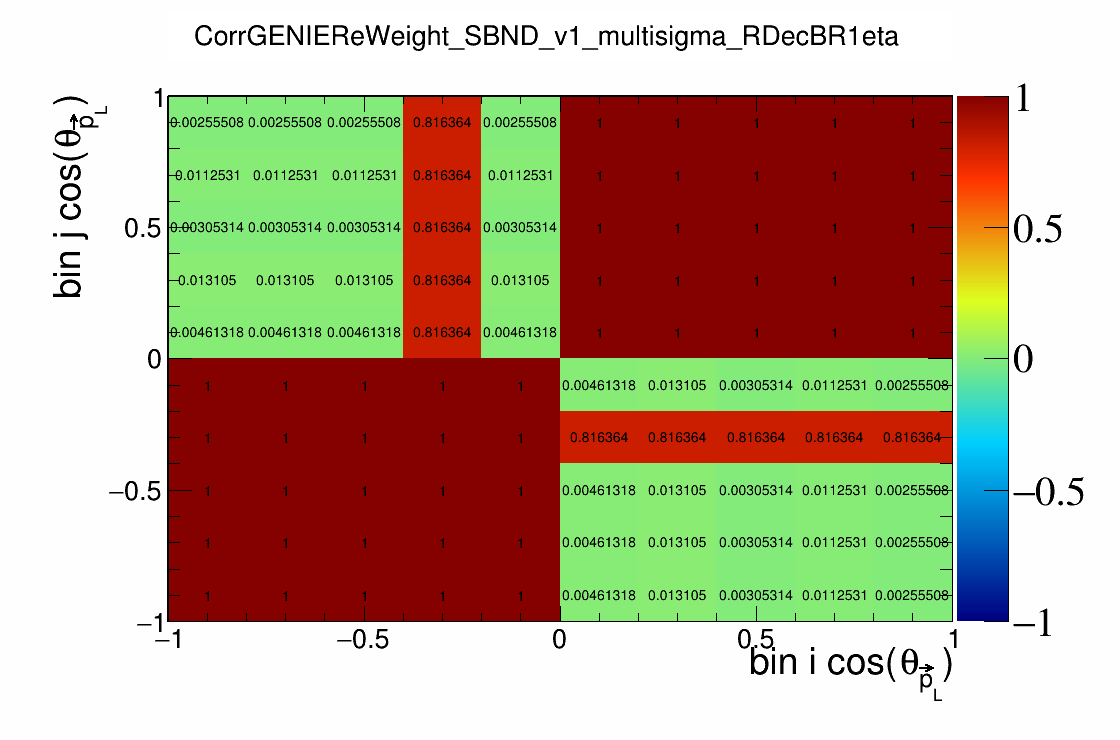 CorrGENIEReWeight_SBND_v1_multisigma_RDecBR1eta
bin j cos(θp⃗L)
1
0.5
0
−0.5
−1
0.00255508 0.00255508 0.00255508 0.816364 0.00255508 1 1 1 1 1
0.0112531 0.0112531 0.0112531 0.816364 0.0112531 1 1 1 1 1
0.00305314 0.00305314 0.00305314 0.816364 0.00305314 1 1 1 1 1
0.013105 0.013105 0.013105 0.816364 0.013105 1 1 1 1 1
0.00461318 0.00461318 0.00461318 0.816364 0.00461318 1 1 1 1 1
1 1 1 1 1 0.00461318 0.013105 0.00305314 0.0112531 0.00255508
1 1 1 1 1 0.816364 0.816364 0.816364 0.816364 0.816364
1 1 1 1 1 0.00461318 0.013105 0.00305314 0.0112531 0.00255508
1 1 1 1 1 0.00461318 0.013105 0.00305314 0.0112531 0.00255508
1 1 1 1 1 0.00461318 0.013105 0.00305314 0.0112531 0.00255508
−1 −0.5 0 0.5 1
bin i cos(θp⃗L)
1
0.5
0
−0.5
−1